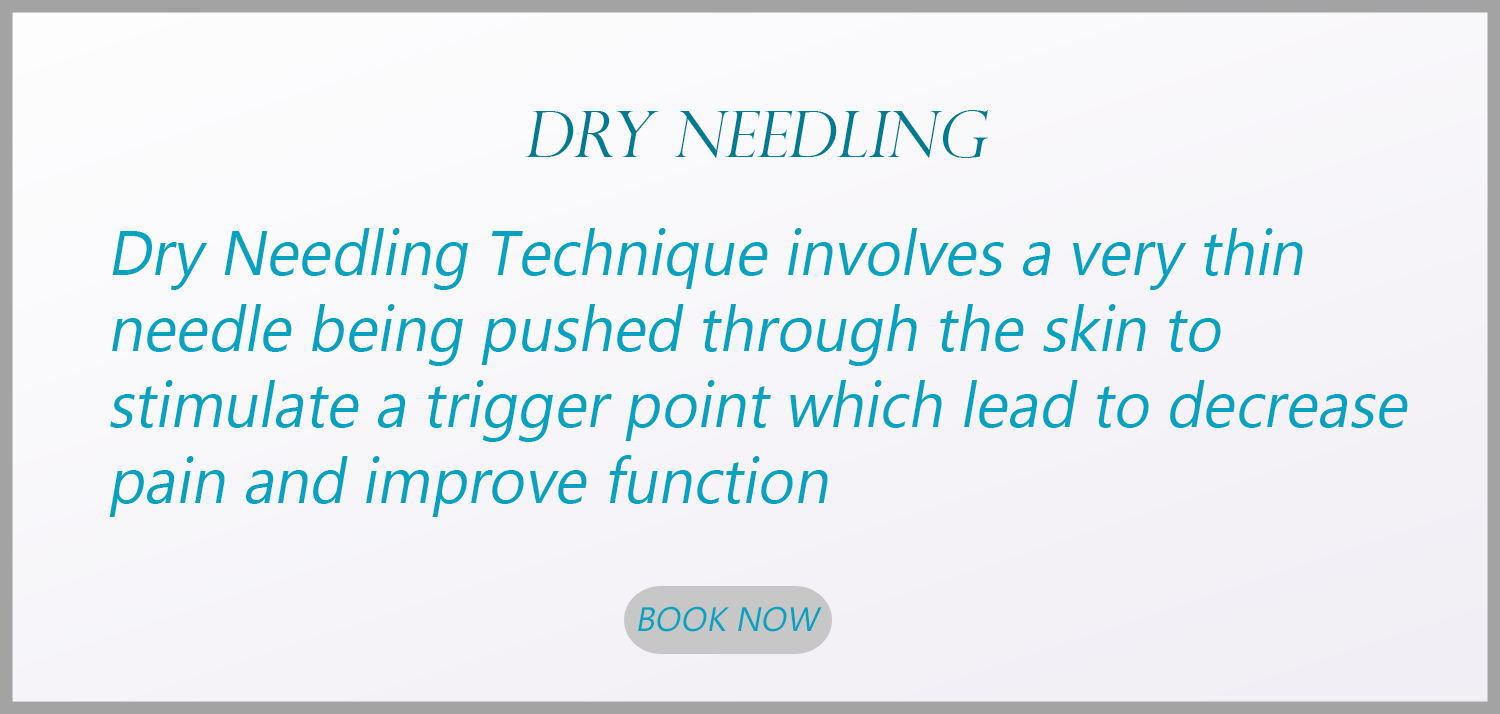 DRY NEEDLING
Dry Needling Technique involves a very thin
needle being pushed through the skin to
stimulate a trigger point which lead to decrease
pain and improve function
BOOK NOW